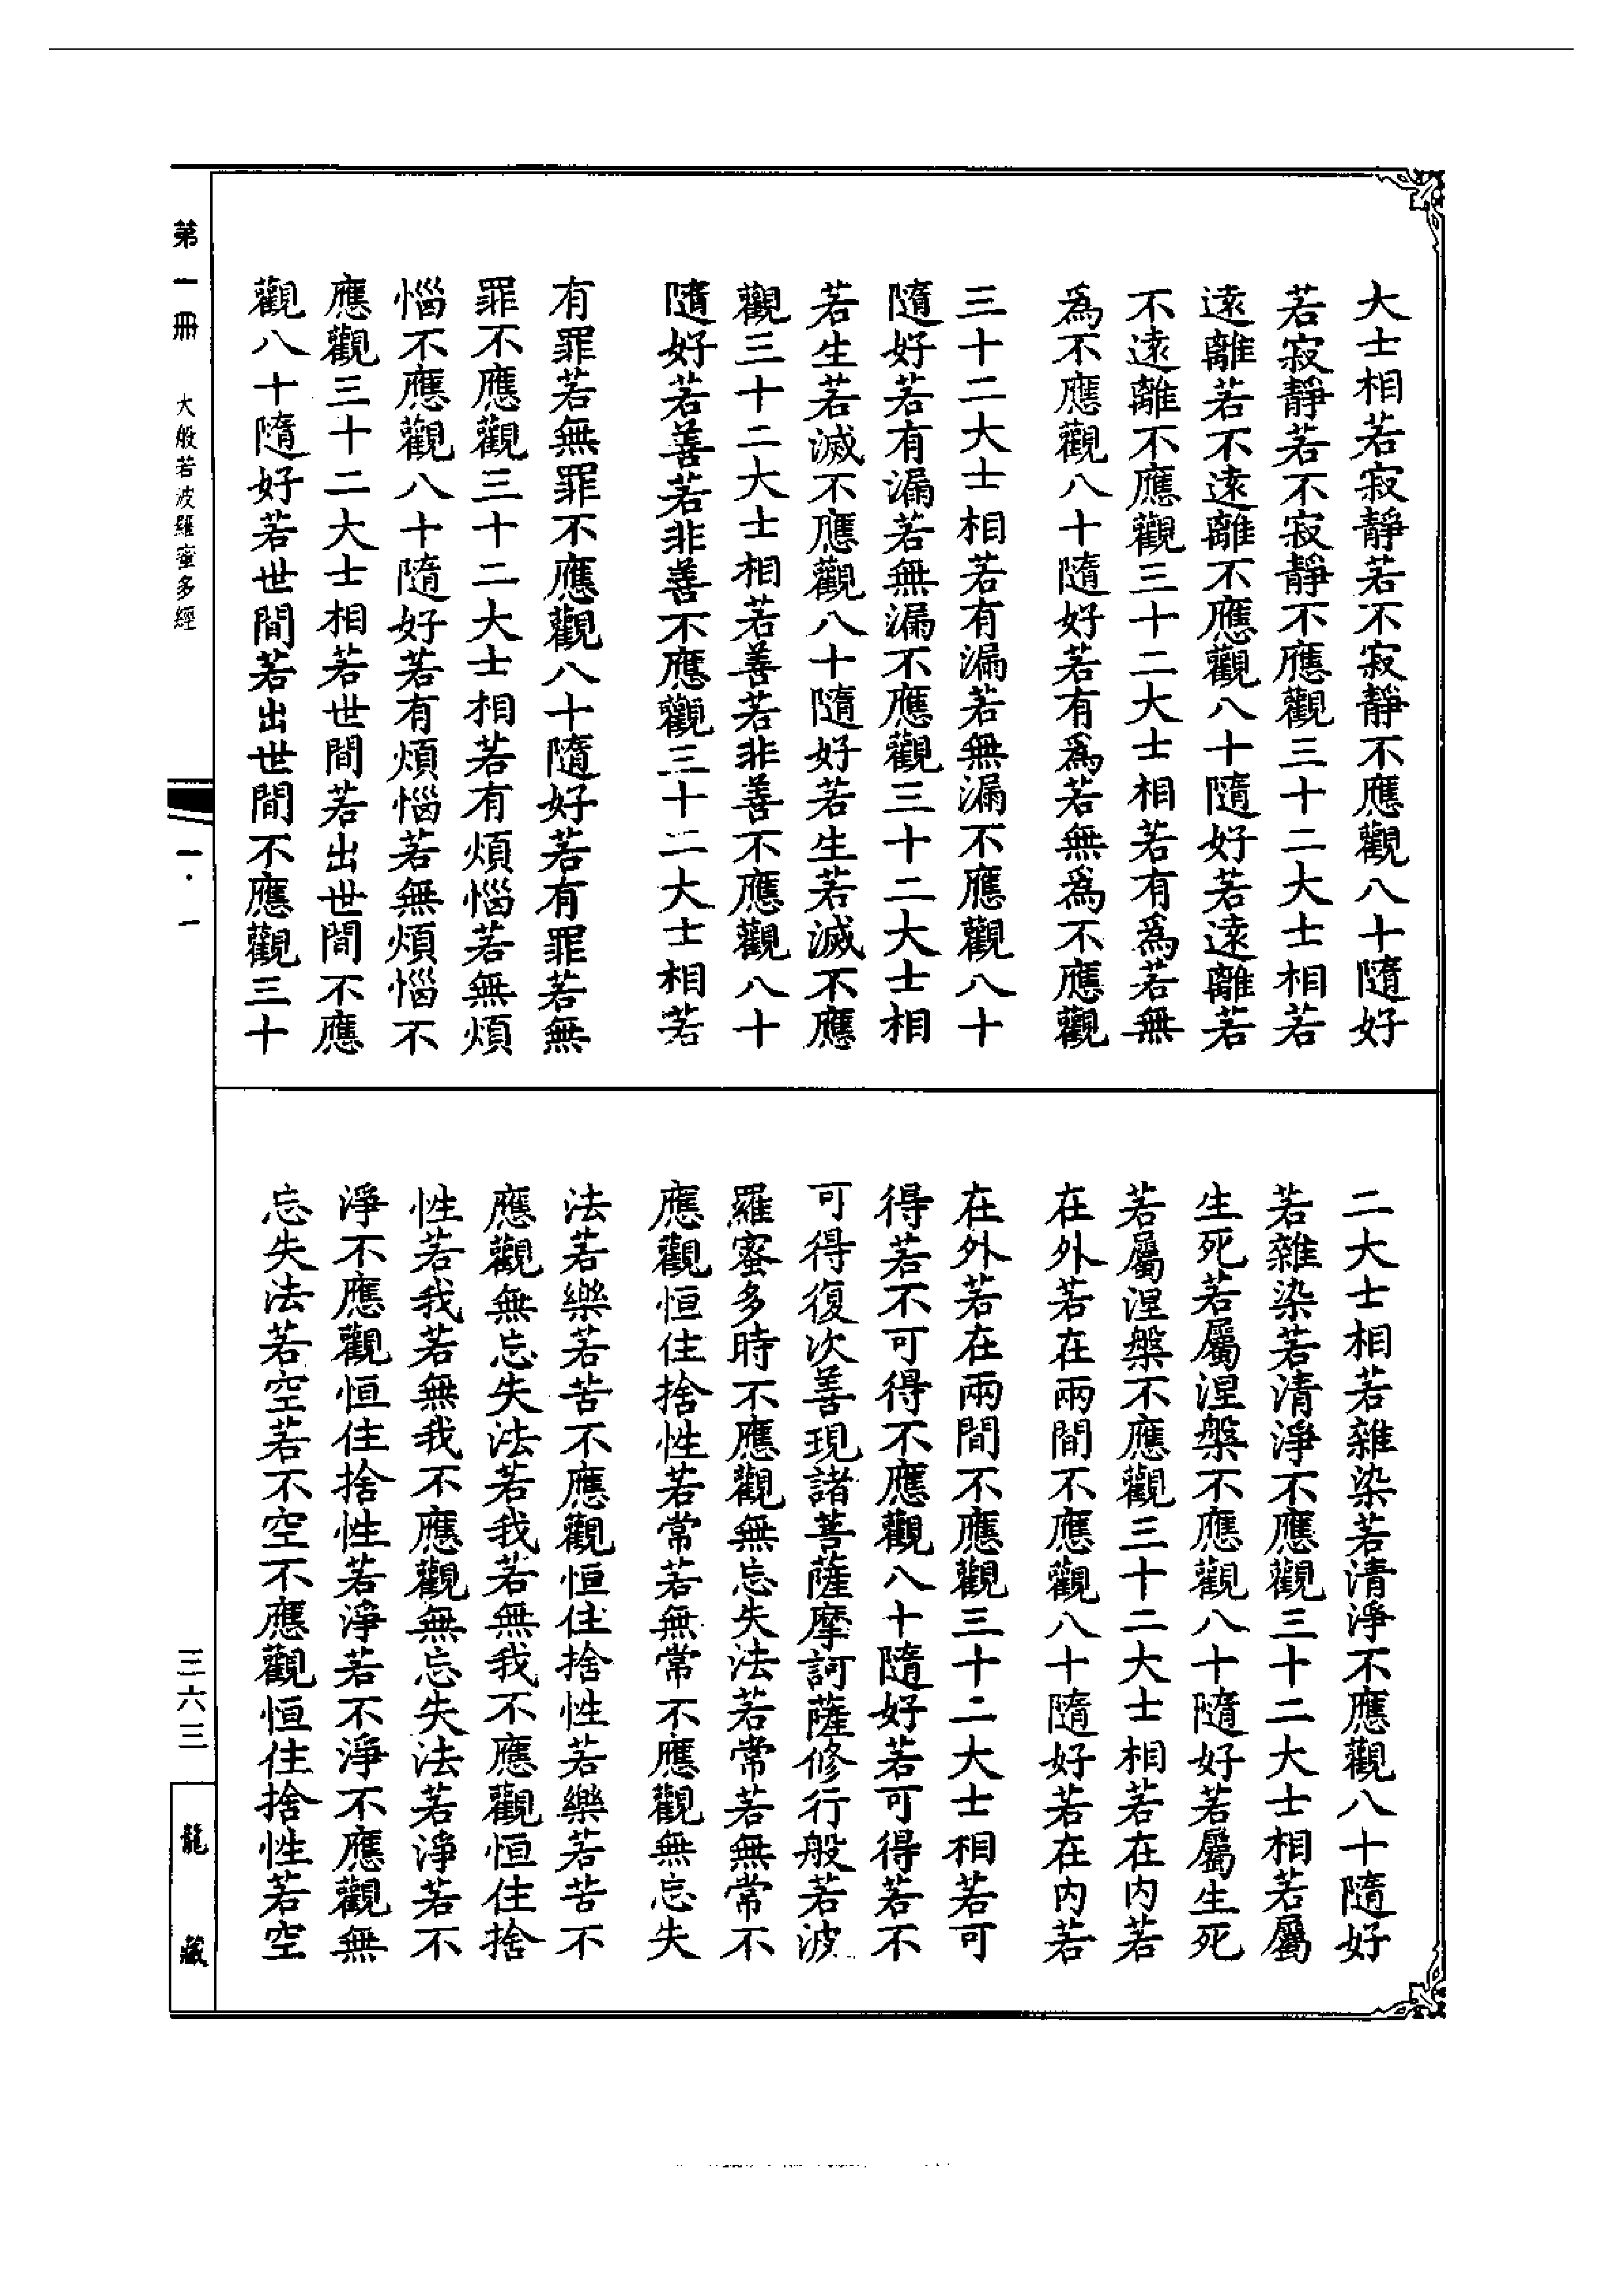 大士相若寂靜若不寂靜不應觀八十隨好
若寂靜若不寂靜不應觀三十二大士相若
遠離若不遠離不應觀八十隨好若遠離若
不遠離不應觀三十二大士相若有爲若無
爲不應觀八十隨好若有爲若無爲不應觀
三十二大士相若有漏若無漏不應觀八十
隨好若有漏若無漏不應觀三十二大士相
若生若滅不應觀八十隨好若生若滅不應
觀三十二大士相若善若非善不應觀八十
隨好若善若非善不應觀三十二大士相若
有罪若無罪不應觀八十隨好若有罪若無
罪不應觀三十二大士相若有煩惱若無煩
惱不應觀八十隨好若有煩惱若無煩惱不
應觀三十二大士相若世間若出世間不應
觀八十隨好若世間若出世間不應觀三十
二大士相若雜染若清淨不應觀八十隨好
若雜染若清淨不應觀三十二大士相若屬
生死若屬涅槃不應觀八十隨好若屬生死
若屬涅槃不應觀三十二大士相若在内若
在外若在兩間不應觀八十隨好若在内若
在外若在兩間不應觀三十二大士相若可
得若不可得不應觀八十隨好若可得若不
可得復次善現諸菩薩摩訶薩修行般若波
羅蜜多時不應觀無忘失法若常若無常不
應觀恒住捨性若常若無常不應觀無忘失
法若樂若苦不應觀恒住捨性若樂若苦不
應觀無忘失法若我若無我不應觀恒住捨
性若我若無我不應觀無忘失法若淨若不
淨不應觀恒住捨性若淨若不淨不應觀無
忘失法若空若不空不應觀恒住捨性若空
第一冊 大般若波羅蜜多經 一·一 三六三
龍藏